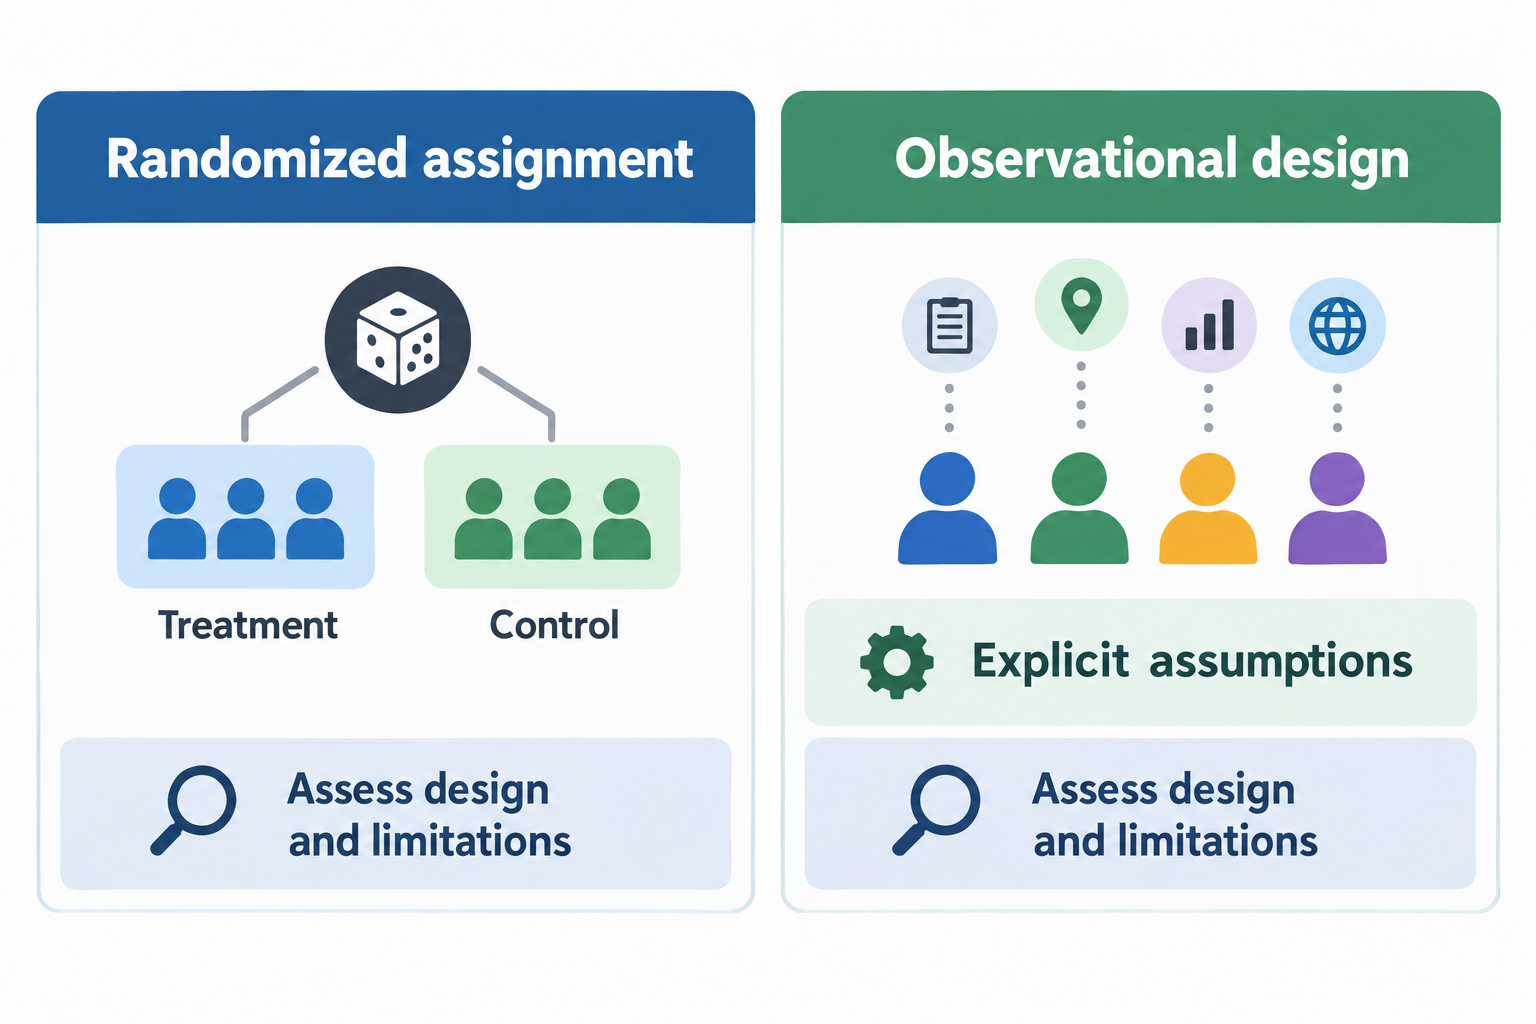 Randomized assignment
Treatment
Control
Assess design
and limitations
Observational design
Explicit assumptions
Assess design
and limitations